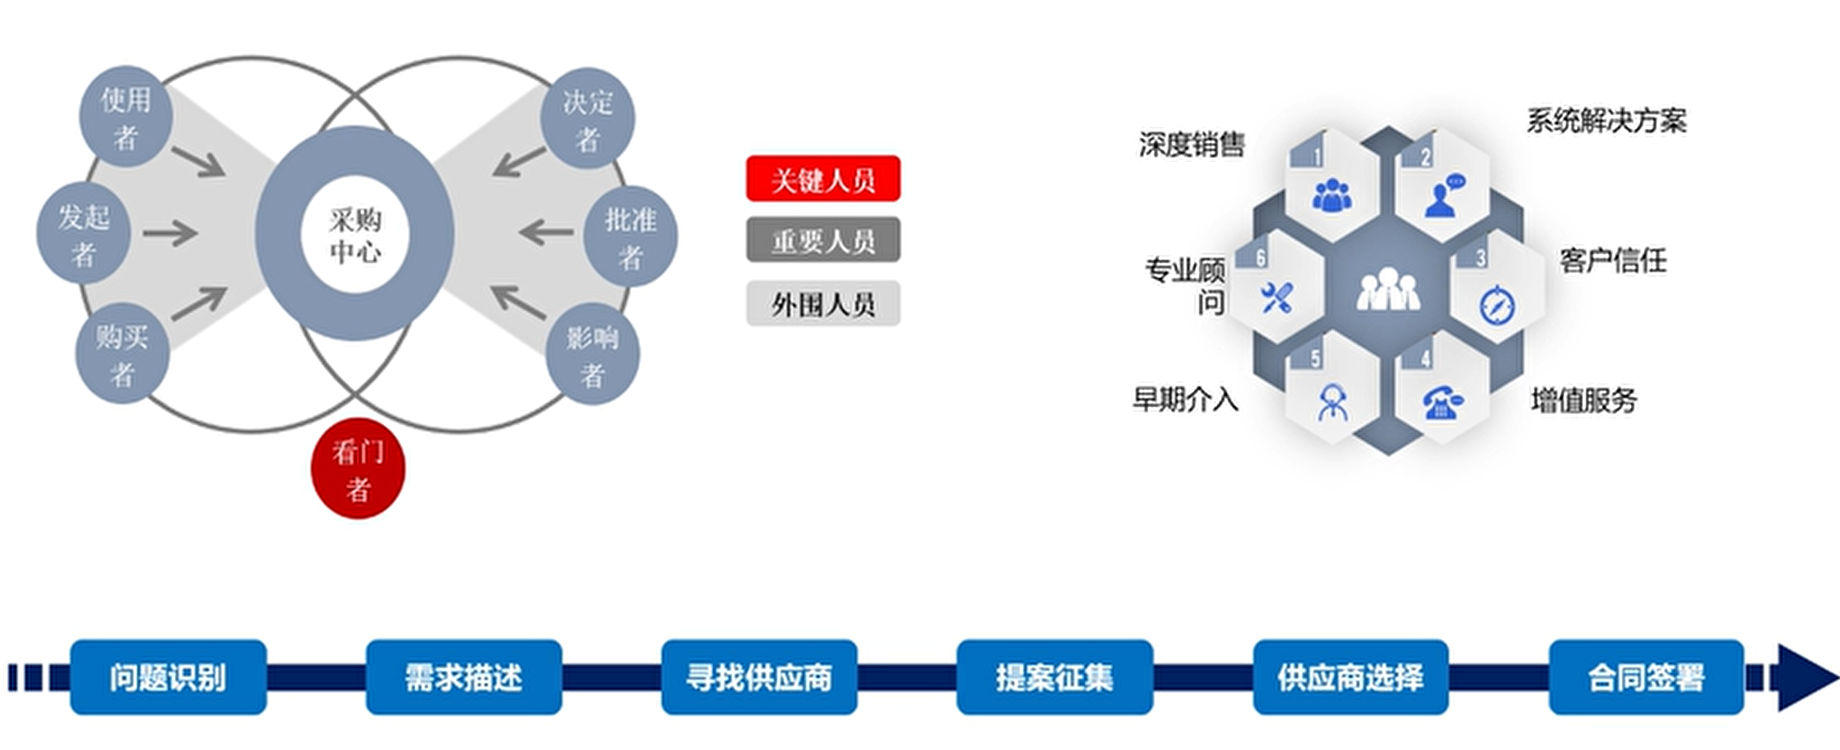 使用
者
发起
者
购买
者
采购
中心
决定
者
批准
者
影响
者
看门
者
关键人员
重要人员
外围人员
深度销售
系统解决方案
1
2
专业顾
问
6
3
客户信任
早期介入
5
4
增值服务
问题识别
需求描述
寻找供应商
提案征集
供应商选择
合同签署